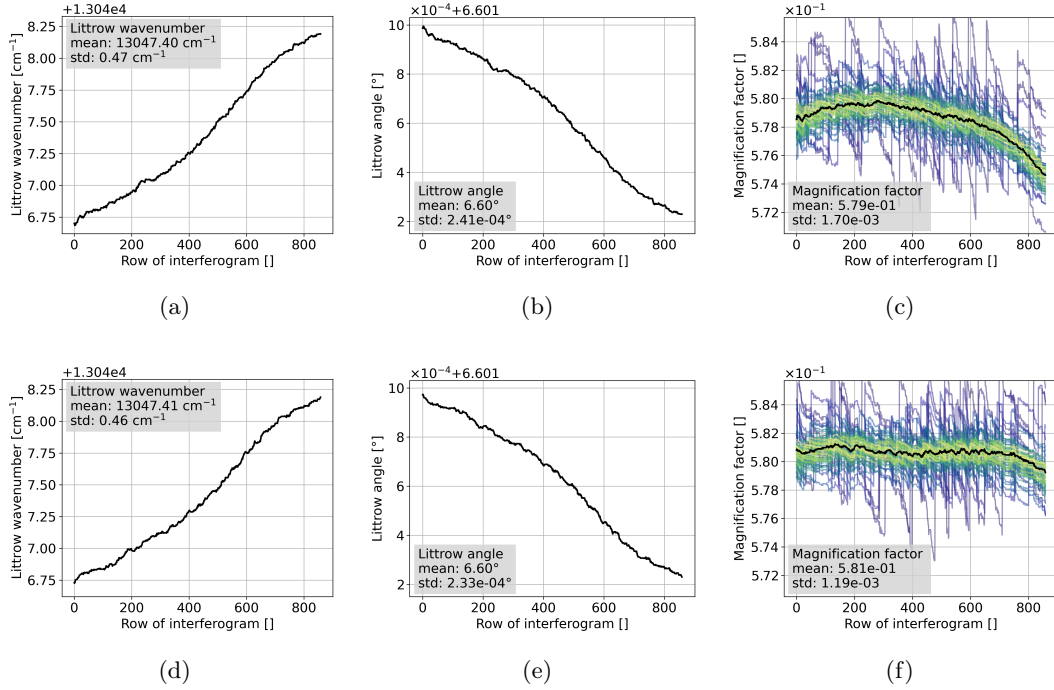 +1.304e4
Littrow wavenumber [cm⁻¹]
8.25
8.00
7.75
7.50
7.25
7.00
6.75
Littrow wavenumber
mean: 13047.40 cm⁻¹
std: 0.47 cm⁻¹
0 200 400 600 800
Row of interferogram []
(a)
×10⁻⁴+6.601
Littrow angle [°]
10
8
6
4
2
Littrow angle
mean: 6.60°
std: 2.41e-04°
0 200 400 600 800
Row of interferogram []
(b)
×10⁻¹
Magnification factor []
5.84
5.82
5.80
5.78
5.76
5.74
5.72
Magnification factor
mean: 5.79e-01
std: 1.70e-03
0 200 400 600 800
Row of interferogram []
(c)
+1.304e4
Littrow wavenumber [cm⁻¹]
8.25
8.00
7.75
7.50
7.25
7.00
6.75
Littrow wavenumber
mean: 13047.41 cm⁻¹
std: 0.46 cm⁻¹
0 200 400 600 800
Row of interferogram []
(d)
×10⁻⁴+6.601
Littrow angle [°]
10
8
6
4
2
Littrow angle
mean: 6.60°
std: 2.33e-04°
0 200 400 600 800
Row of interferogram []
(e)
×10⁻¹
Magnification factor []
5.84
5.82
5.80
5.78
5.76
5.74
5.72
Magnification factor
mean: 5.81e-01
std: 1.19e-03
0 200 400 600 800
Row of interferogram []
(f)